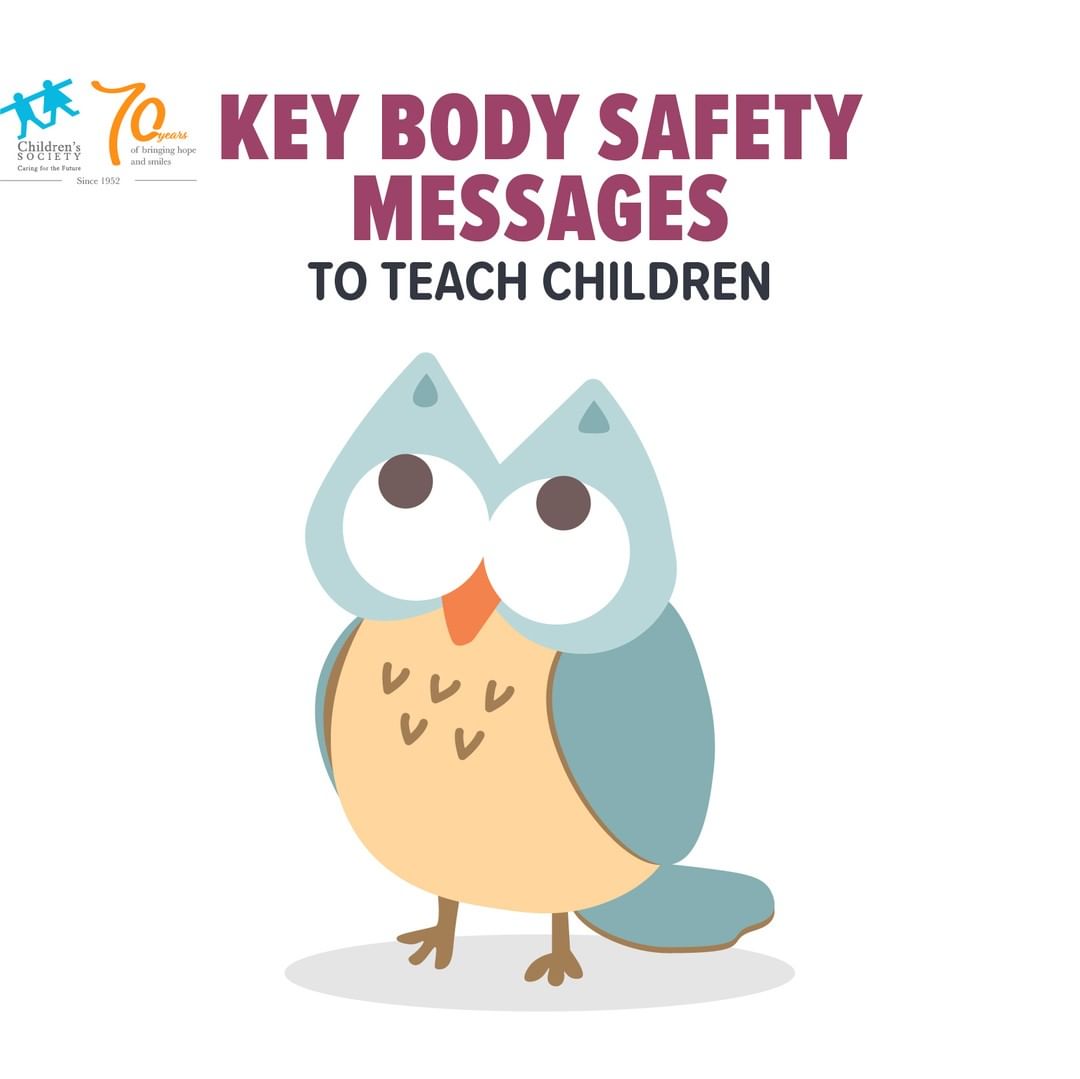 Children's
SOCIETY
Caring for the Future
70 years
of bringing hope
and smiles
Since 1952
KEY BODY SAFETY
MESSAGES
TO TEACH CHILDREN